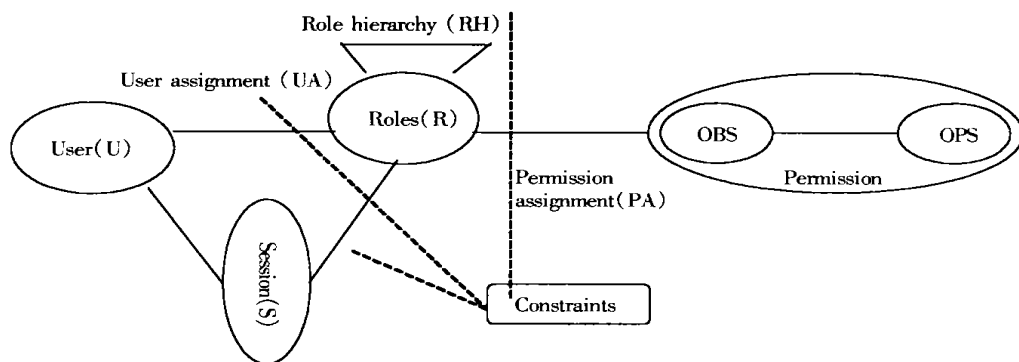 Role hierarchy (RH)
User assignment (UA)
Roles(R)
User(U)
OBS
OPS
Permission
Permission
assignment(PA)
Session(S)
Constraints